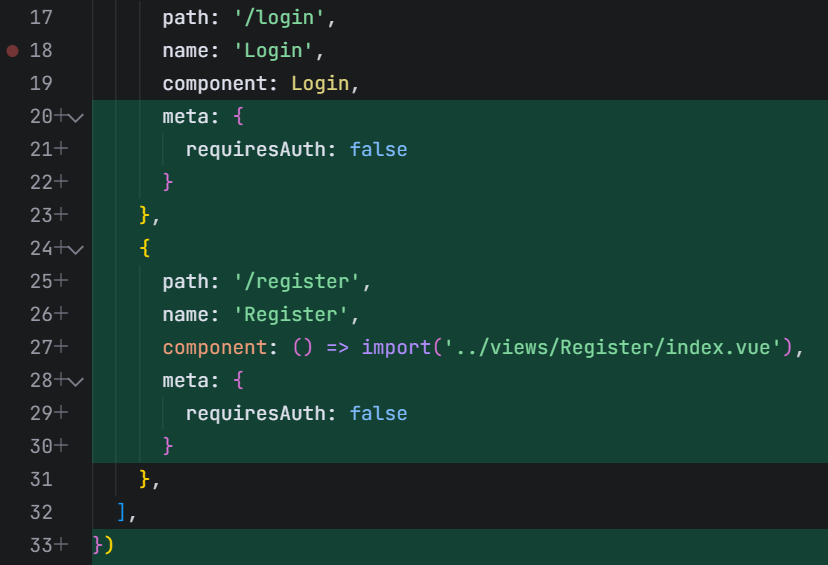 17 path: '/login',
18 name: 'Login',
19 component: Login,
20+ meta: {
21+ requiresAuth: false
22+ }
23+ },
24+ {
25+ path: '/register',
26+ name: 'Register',
27+ component: () => import('../views/Register/index.vue'),
28+ meta: {
29+ requiresAuth: false
30+ }
31 },
32 ],
33+ })